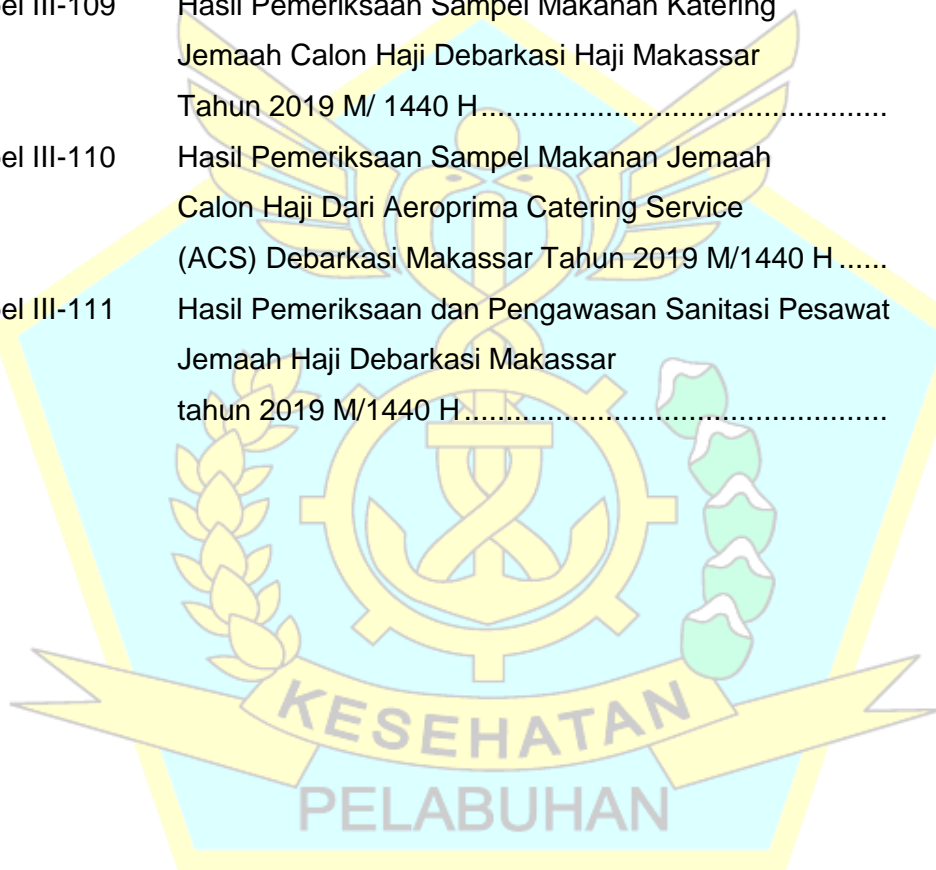 el III-109 Hasil Pemeriksaan Sampel Makanan Katering
Jemaah Calon Haji Debarkasi Haji Makassar
Tahun 2019 M/ 1440 H.................................................
el III-110 Hasil Pemeriksaan Sampel Makanan Jemaah
Calon Haji Dari Aeroprima Catering Service
(ACS) Debarkasi Makassar Tahun 2019 M/1440 H ......
el III-111 Hasil Pemeriksaan dan Pengawasan Sanitasi Pesawat
Jemaah Haji Debarkasi Makassar
tahun 2019 M/1440 H...................................................
KESEHATAN
PELABUHAN